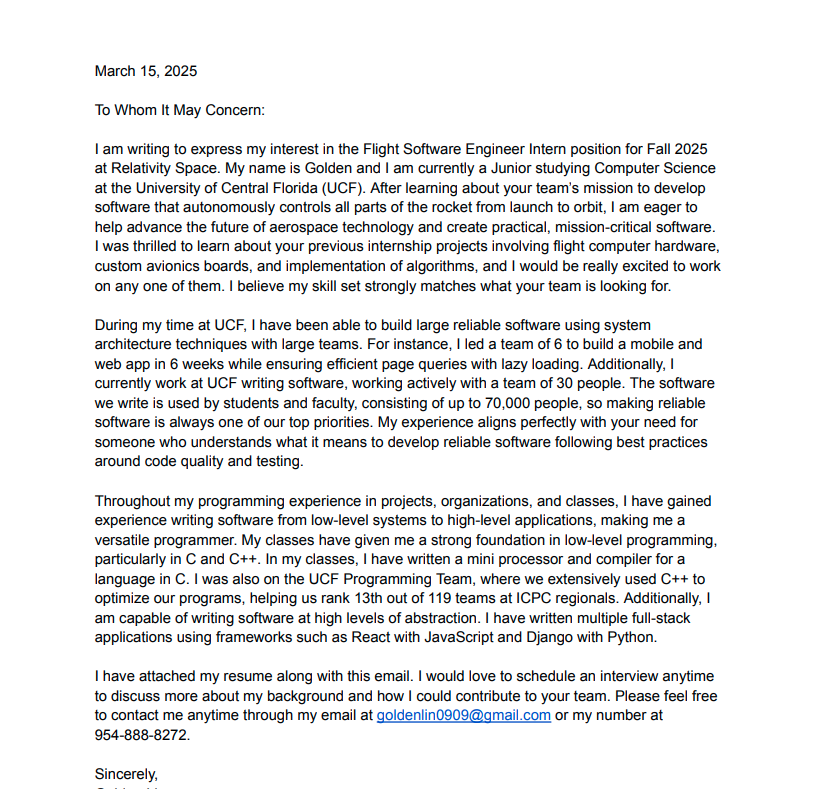 March 15, 2025
To Whom It May Concern:
I am writing to express my interest in the Flight Software Engineer Intern position for Fall 2025
at Relativity Space. My name is Golden and I am currently a Junior studying Computer Science
at the University of Central Florida (UCF). After learning about your team's mission to develop
software that autonomously controls all parts of the rocket from launch to orbit, I am eager to
help advance the future of aerospace technology and create practical, mission-critical software.
I was thrilled to learn about your previous internship projects involving flight computer hardware,
custom avionics boards, and implementation of algorithms, and I would be really excited to work
on any one of them. I believe my skill set strongly matches what your team is looking for.
During my time at UCF, I have been able to build large reliable software using system
architecture techniques with large teams. For instance, I led a team of 6 to build a mobile and
web app in 6 weeks while ensuring efficient page queries with lazy loading. Additionally, I
currently work at UCF writing software, working actively with a team of 30 people. The software
we write is used by students and faculty, consisting of up to 70,000 people, so making reliable
software is always one of our top priorities. My experience aligns perfectly with your need for
someone who understands what it means to develop reliable software following best practices
around code quality and testing.
Throughout my programming experience in projects, organizations, and classes, I have gained
experience writing software from low-level systems to high-level applications, making me a
versatile programmer. My classes have given me a strong foundation in low-level programming,
particularly in C and C++. In my classes, I have written a mini processor and compiler for a
language in C. I was also on the UCF Programming Team, where we extensively used C++ to
optimize our programs, helping us rank 13th out of 119 teams at ICPC regionals. Additionally, I
am capable of writing software at high levels of abstraction. I have written multiple full-stack
applications using frameworks such as React with JavaScript and Django with Python.
I have attached my resume along with this email. I would love to schedule an interview anytime
to discuss more about my background and how I could contribute to your team. Please feel free
to contact me anytime through my email at goldenlin0909@gmail.com or my number at
954-888-8272.
Sincerely,